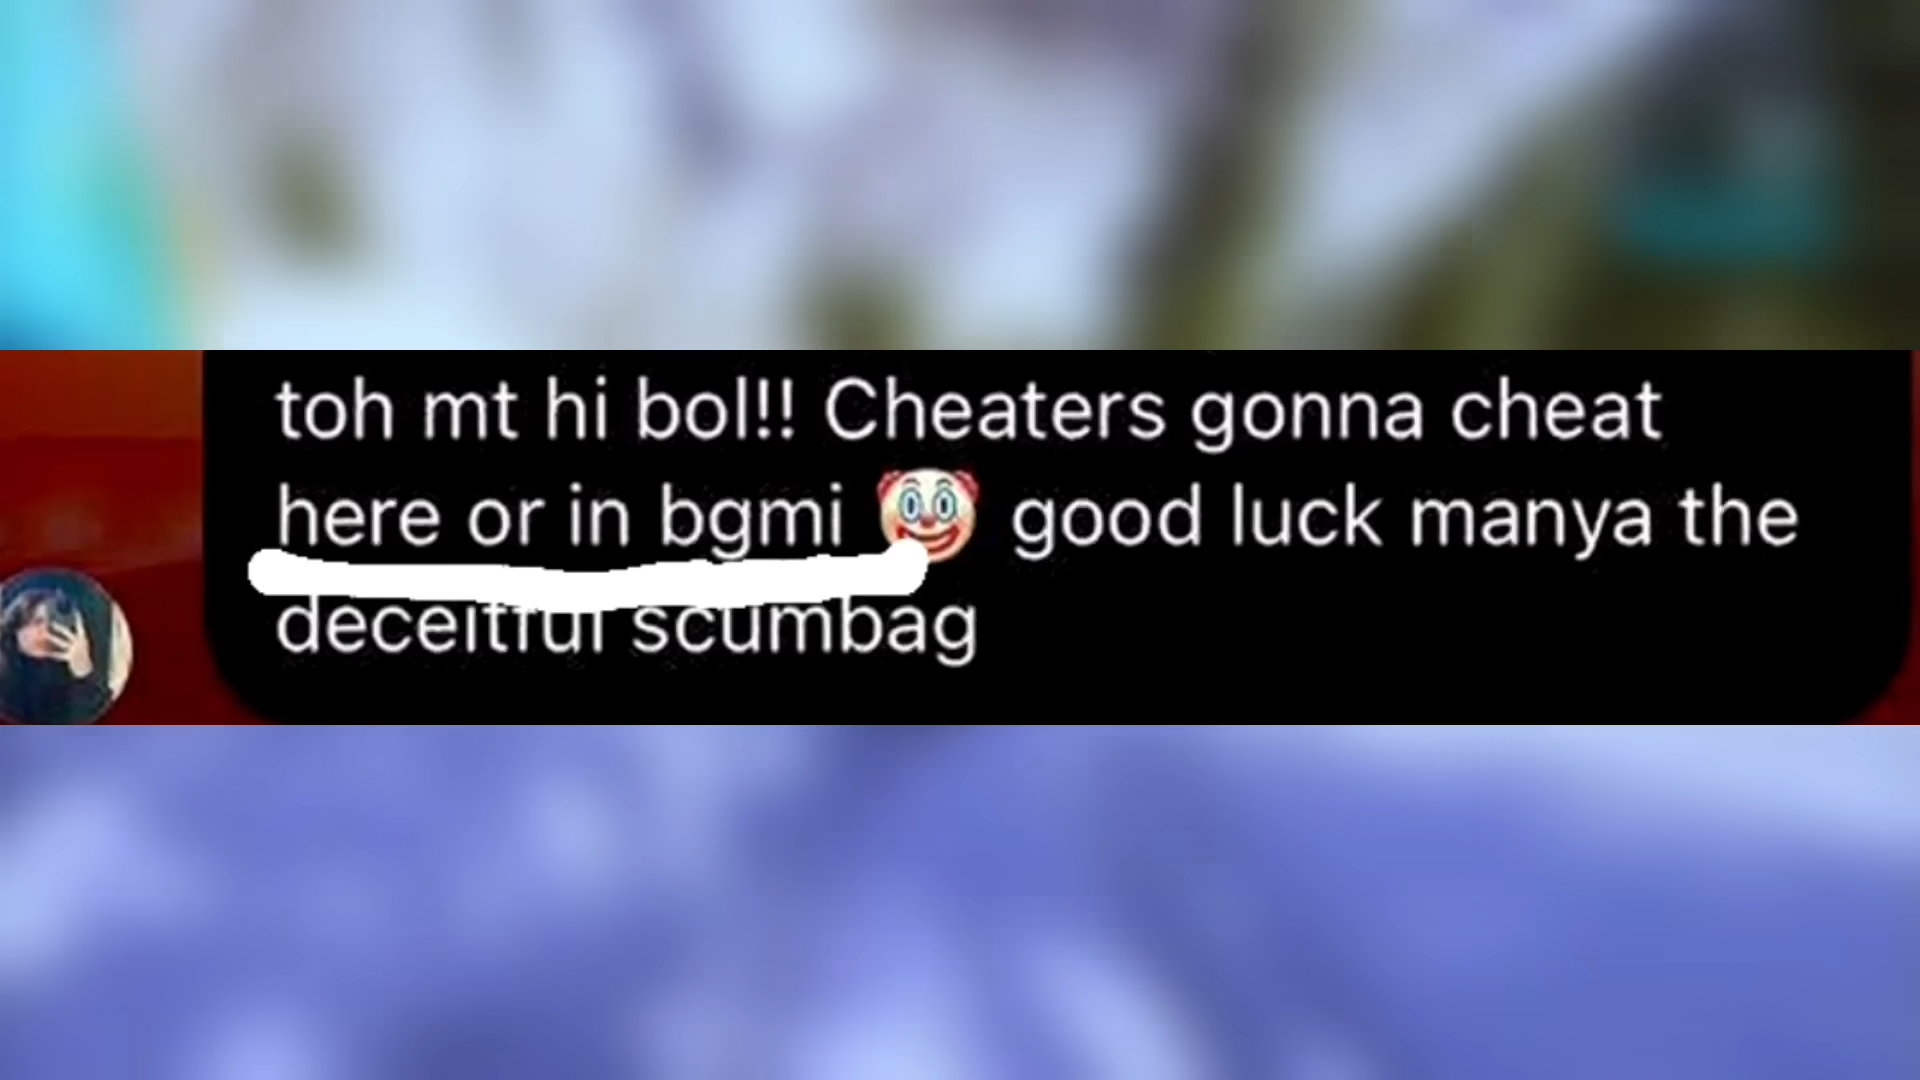 toh mt hi bol!! Cheaters gonna cheat
here or in bgmi 🤡 good luck manya the
deceitful scumbag